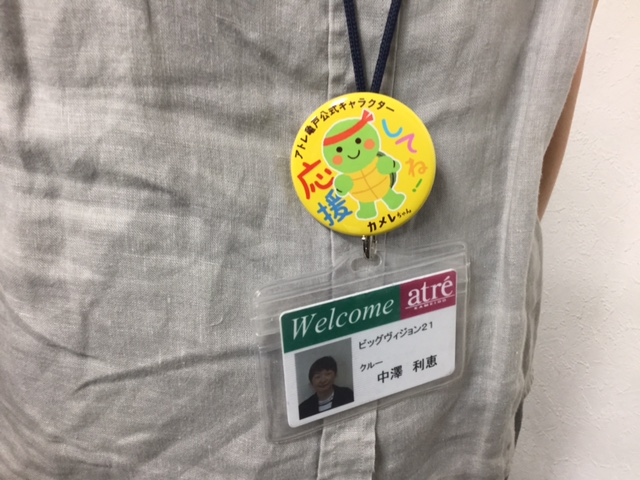 アトレ亀戸公式キャラクター
応援してね!
カメレちゃん
Welcome
atré
KAMEIDO
ビッグヴィジョン21
クルー
中澤 利恵